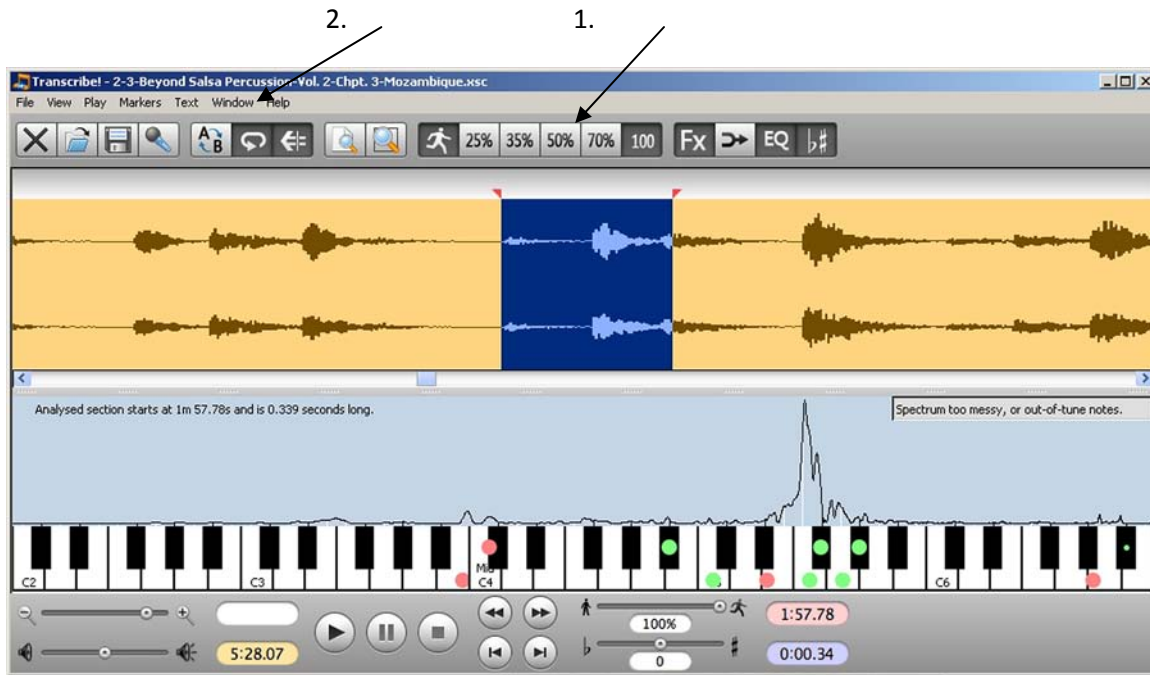 2. 1.
Transcribe! - 2-3-Beyond Salsa Percussion-Vol. 2-Chpt. 3-Mozambique.xsc
File View Play Markers Text Window Help
A B 25% 35% 50% 70% 100 Fx EQ ♭♯
Analysed section starts at 1m 57.78s and is 0.339 seconds long. Spectrum too messy, or out-of-tune notes.
Mid
C2 C3 C4 C6
100% 1:57.78
5:28.07 ♭ 0 ♯ 0:00.34